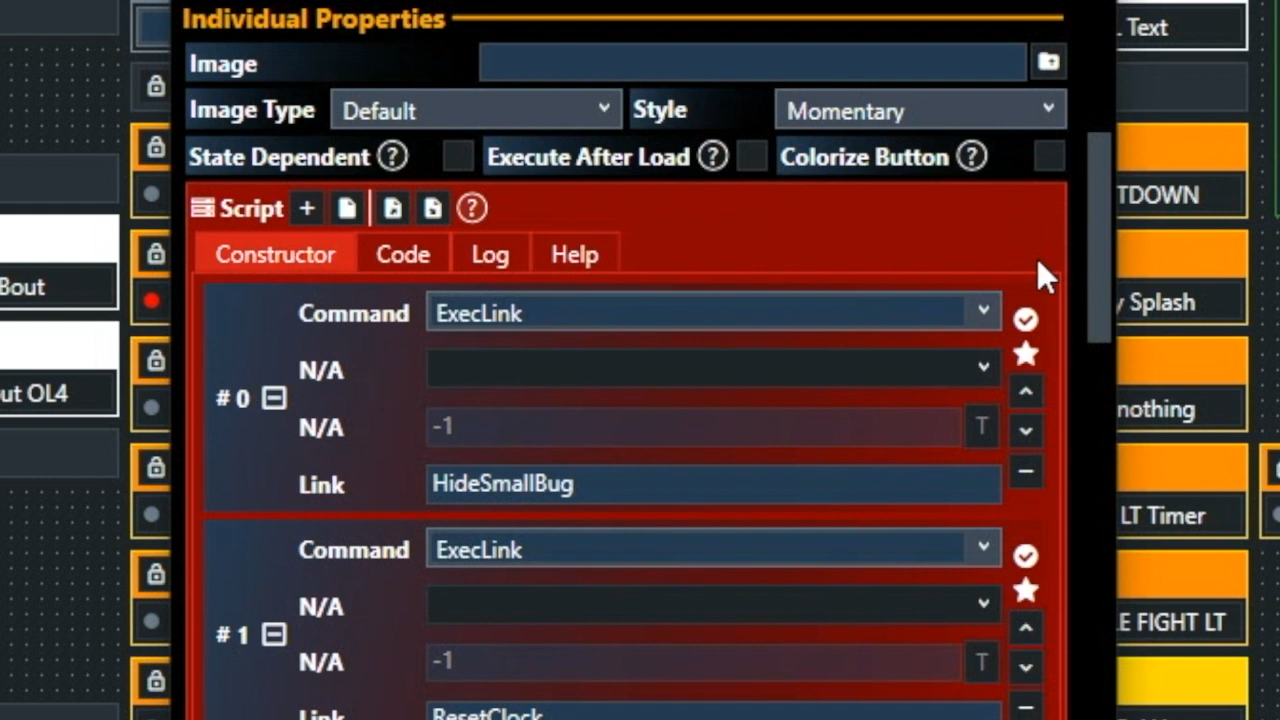 Individual Properties
Image
Image Type Default Style Momentary
State Dependent ? Execute After Load ? Colorize Button ?
Script + ?
Constructor Code Log Help
# 0
Command ExecLink
N/A
N/A -1 T
Link HideSmallBug
# 1
Command ExecLink
N/A
N/A -1 T
Link ResetClock
Bout
ut OL4
. Text
TDOWN
Splash
nothing
LT Timer
E FIGHT LT